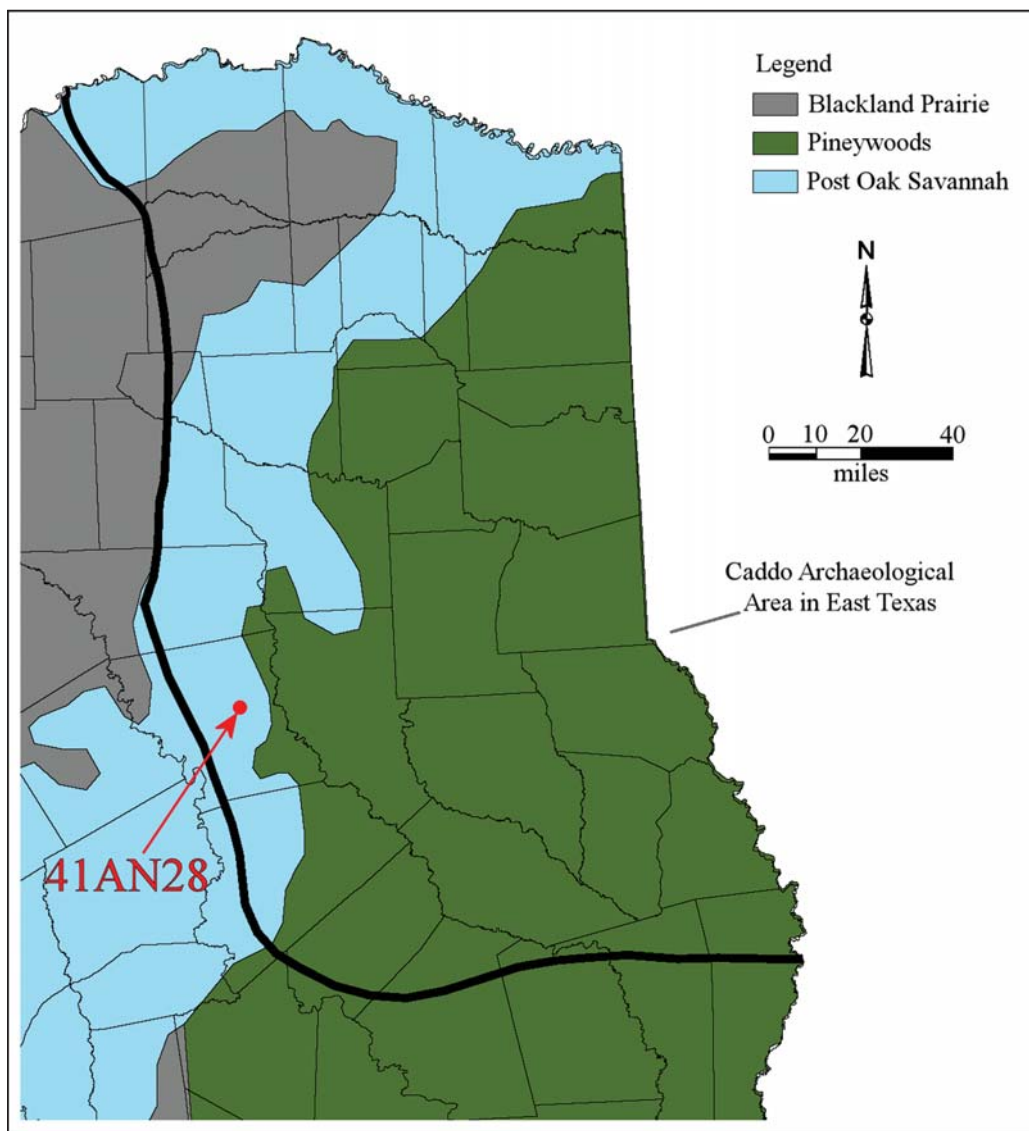 Legend
Blackland Prairie
Pineywoods
Post Oak Savannah
N
0 10 20 40
miles
Caddo Archaeological
Area in East Texas
41AN28